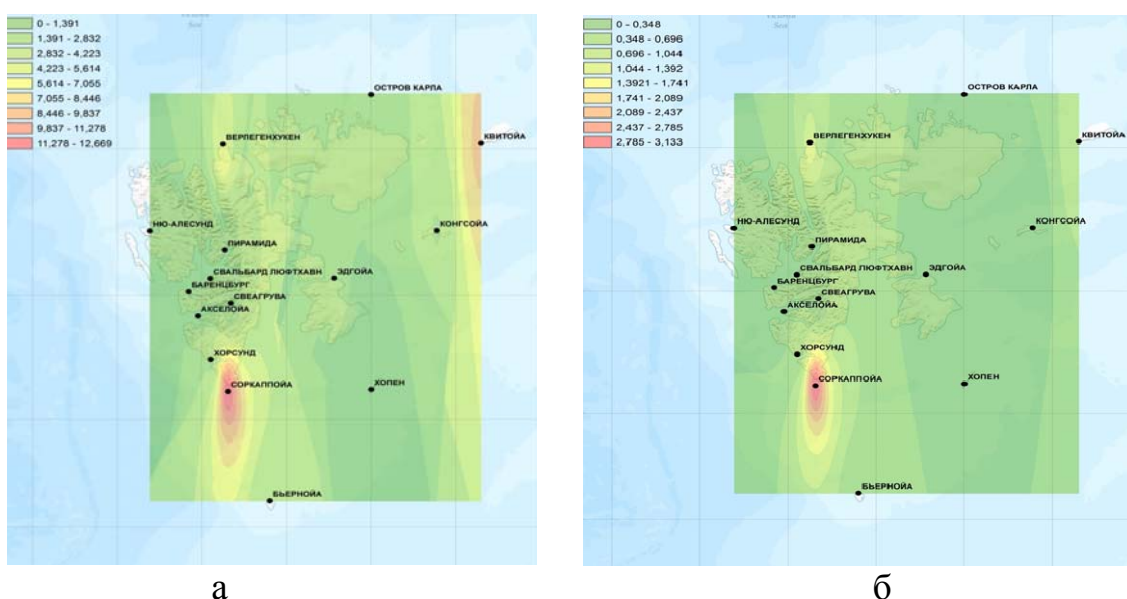 0 - 1,391
1,391 - 2,832
2,832 - 4,223
4,223 - 5,614
5,614 - 7,055
7,055 - 8,446
8,446 - 9,837
9,837 - 11,278
11,278 - 12,669
Sea
ОСТРОВ КАРЛА
ВЕРЛЕГЕНХУКЕН
КВИТОЙА
НЮ-АЛЕСУНД
КОНГСОЙА
ПИРАМИДА
СВАЛЬБАРД ЛЮФТХАВН
ЭДГОЙА
БАРЕНЦБУРГ
СВЕАГРУВА
АКСЕЛОЙА
ХОРСУНД
СОРКАППОЙА
ХОПЕН
БЬЕРНОЙА
а
0 - 0,348
0,348 - 0,696
0,696 - 1,044
1,044 - 1,392
1,3921 - 1,741
1,741 - 2,089
2,089 - 2,437
2,437 - 2,785
2,785 - 3,133
Sea
ОСТРОВ КАРЛА
ВЕРЛЕГЕНХУКЕН
КВИТОЙА
НЮ-АЛЕСУНД
КОНГСОЙА
ПИРАМИДА
СВАЛЬБАРД ЛЮФТХАВН
ЭДГОЙА
БАРЕНЦБУРГ
СВЕАГРУВА
АКСЕЛОЙА
ХОРСУНД
СОРКАППОЙА
ХОПЕН
БЬЕРНОЙА
б